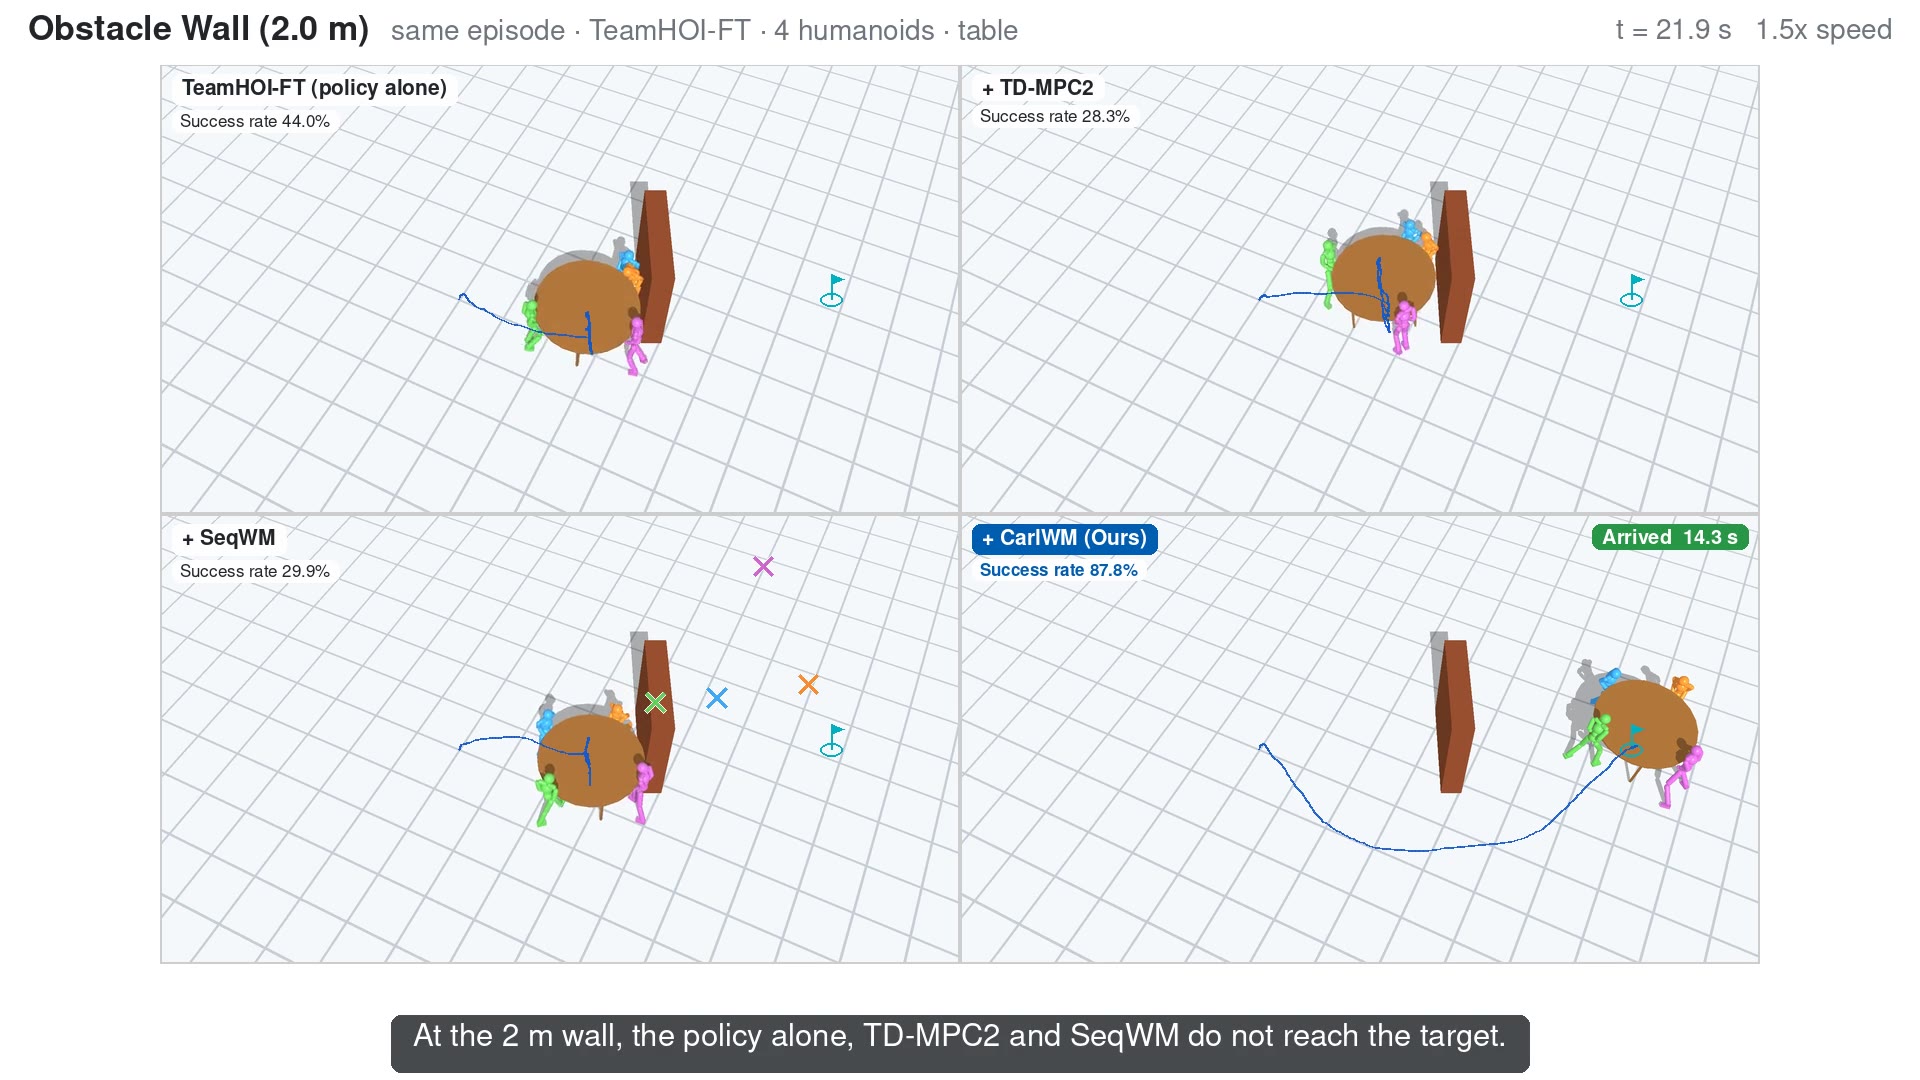 Obstacle Wall (2.0 m) same episode · TeamHOI-FT · 4 humanoids · table t = 21.9 s 1.5x speed
TeamHOI-FT (policy alone)
Success rate 44.0%
+ TD-MPC2
Success rate 28.3%
+ SeqWM
Success rate 29.9%
+ CarlWM (Ours)
Success rate 87.8%
Arrived 14.3 s
At the 2 m wall, the policy alone, TD-MPC2 and SeqWM do not reach the target.